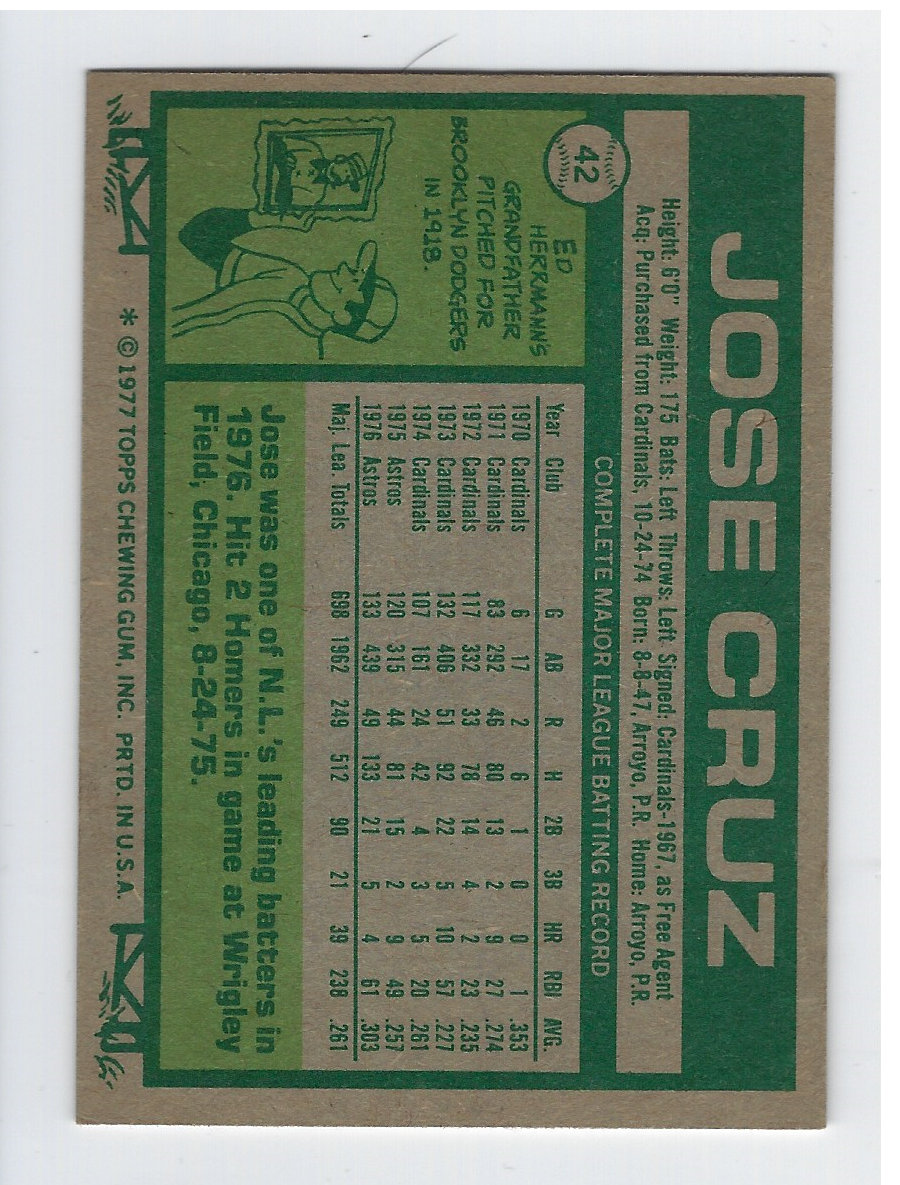 42
JOSE CRUZ
Height: 6'0" Weight: 175 Bats: Left Throws: Left Signed: Cardinals-1967, as Free Agent
Acq: Purchased from Cardinals, 10-24-74 Born: 8-8-47, Arroyo, P.R. Home: Arroyo, P.R.
ED
HERRMANN'S
GRANDFATHER
PITCHED FOR
BROOKLYN DODGERS
IN 1918.
COMPLETE MAJOR LEAGUE BATTING RECORD
Year Club G AB R H 2B 3B HR RBI AVG.
1970 Cardinals 6 17 2 6 1 0 0 1 .353
1971 Cardinals 83 292 46 80 13 2 9 27 .274
1972 Cardinals 117 332 33 78 14 4 2 23 .235
1973 Cardinals 132 406 51 92 22 5 10 57 .227
1974 Cardinals 107 161 24 42 4 3 5 20 .261
1975 Astros 120 315 44 81 15 2 9 49 .257
1976 Astros 133 439 49 133 21 5 4 61 .303
Maj. Lea. Totals 698 1962 249 512 90 21 39 238 .261
Jose was one of N.L.'s leading batters in
1976. Hit 2 Homers in game at Wrigley
Field, Chicago, 8-24-75.
* © 1977 TOPPS CHEWING GUM, INC. PRTD. IN U.S.A.